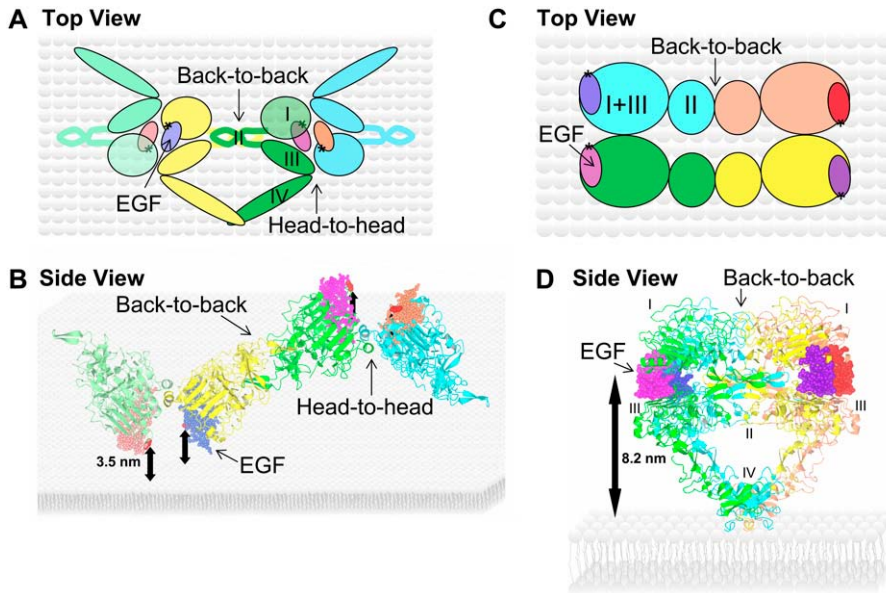 A Top View
Back-to-back
I
II
III
IV
EGF
Head-to-head
B Side View
Back-to-back
Head-to-head
3.5 nm
EGF
C Top View
Back-to-back
I+III
II
EGF
D Side View
Back-to-back
I
I
EGF
III
III
II
8.2 nm
IV